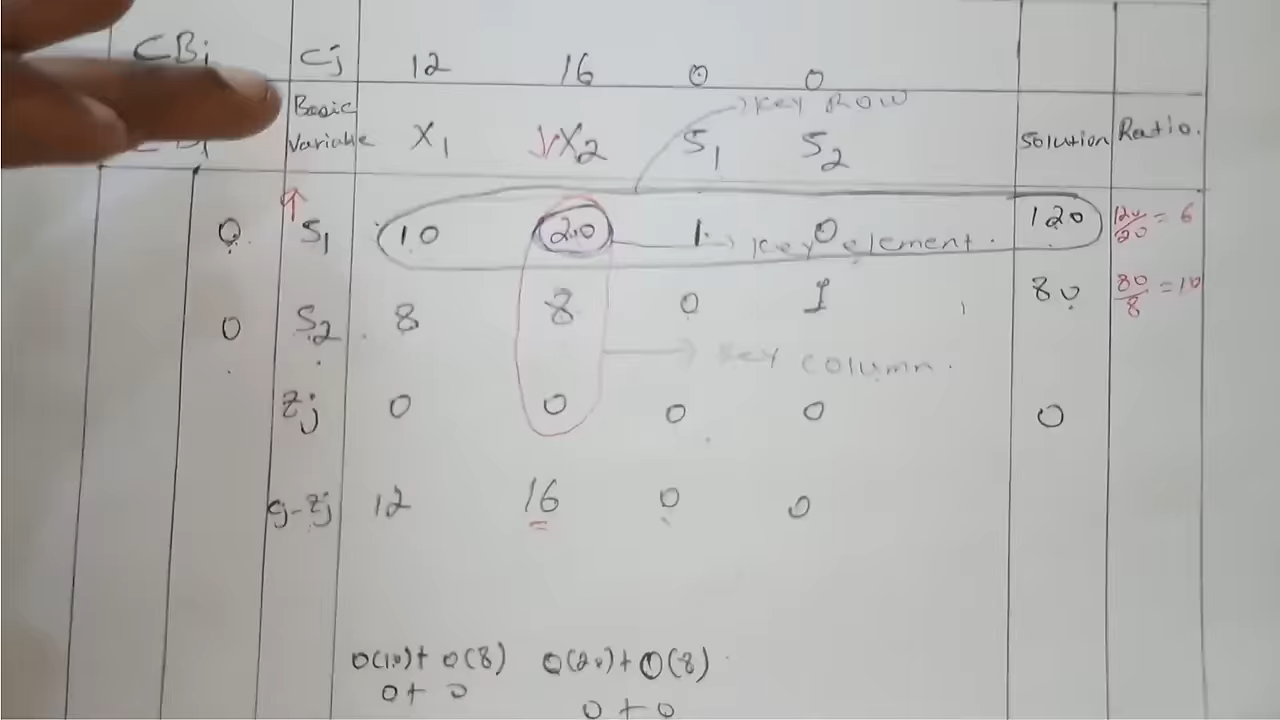 CBi Cj 12 16 0 0
→ Key Row
Basic Variable X1 X2 S1 S2 Solution Ratio.
0 S1 10 20 1 0 120 120/20 = 6
→ Key element.
0 S2 8 8 0 1 80 80/8 = 10
→ Key column.
Zj 0 0 0 0 0
Cj-Zj 12 16 0 0
0(10)+ 0(8) 0(20)+0(8)
0+ 0 0+0